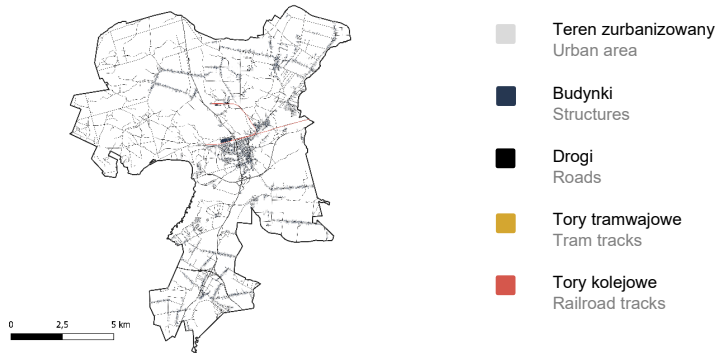 Teren zurbanizowany
Urban area
Budynki
Structures
Drogi
Roads
Tory tramwajowe
Tram tracks
Tory kolejowe
Railroad tracks
0 2,5 5 km